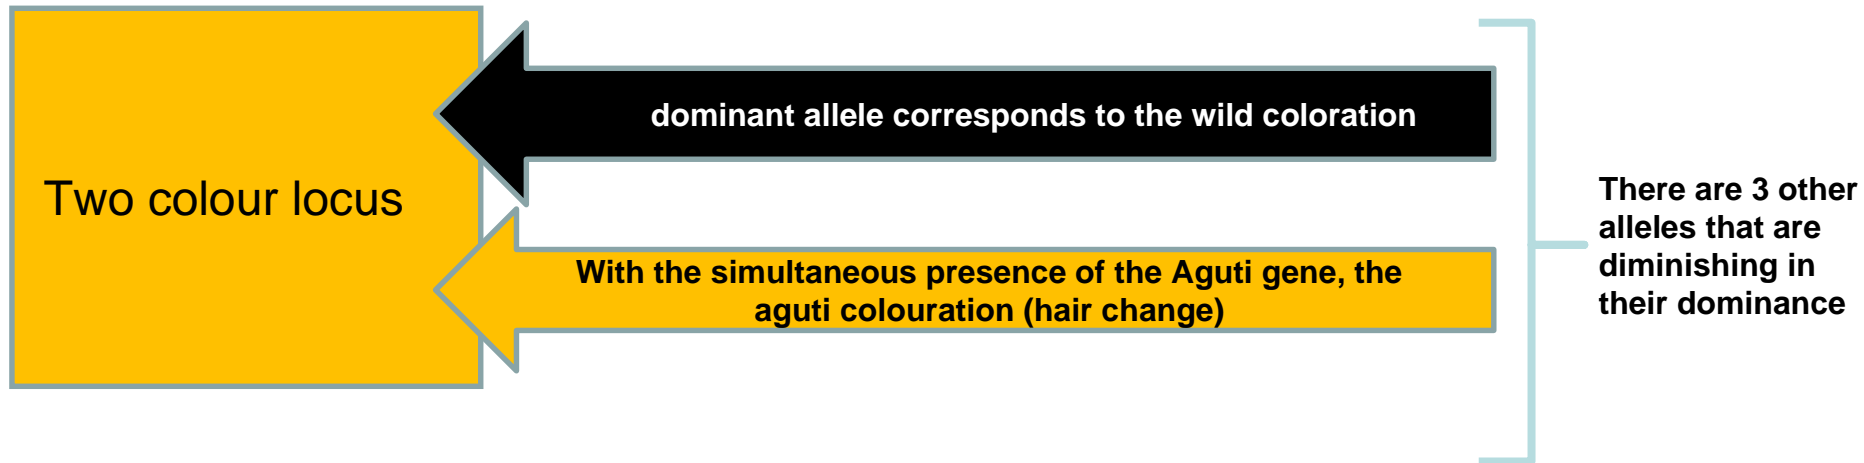 Two colour locus
dominant allele corresponds to the wild coloration
With the simultaneous presence of the Aguti gene, the
aguti colouration (hair change)
There are 3 other
alleles that are
diminishing in
their dominance